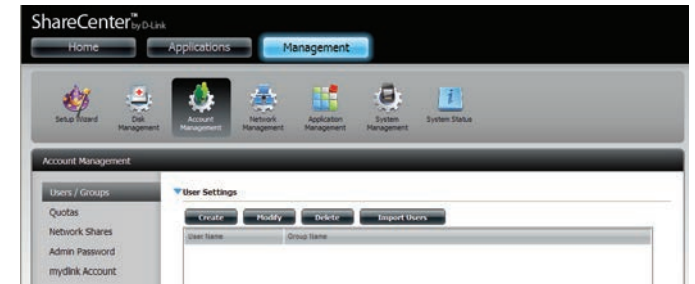 ShareCenter™ by D-Link
Home Applications Management
Setup Wizard Disk Management Account Management Network Management Application Management System Management System Status
Account Management
Users / Groups
Quotas
Network Shares
Admin Password
mydlink Account
User Settings
Create Modify Delete Import Users
User Name Group Name